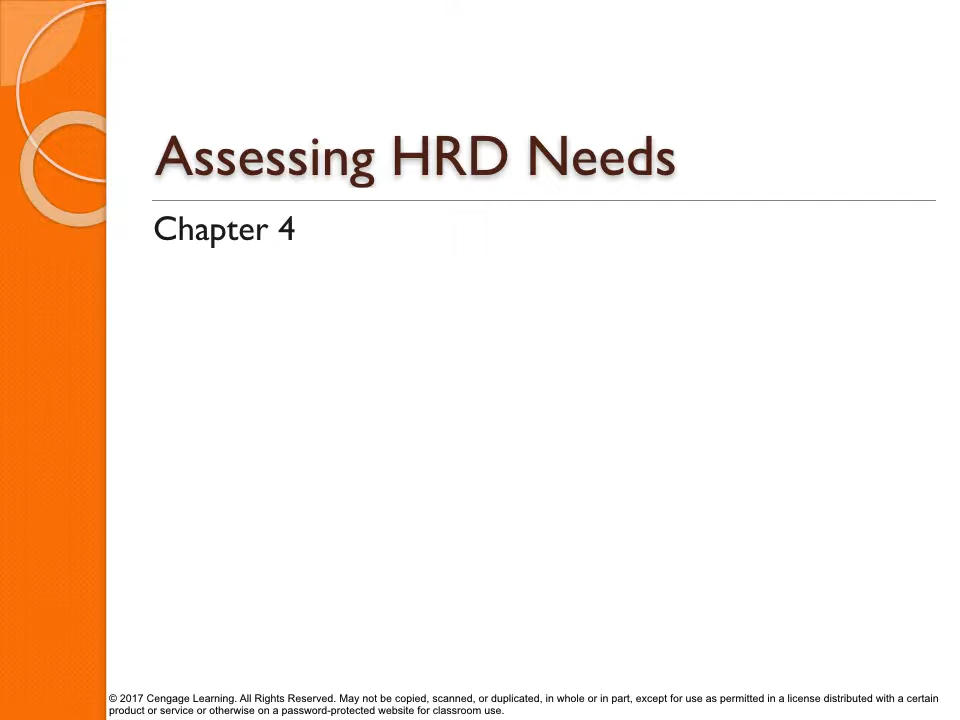 Assessing HRD Needs
Chapter 4
© 2017 Cengage Learning. All Rights Reserved. May not be copied, scanned, or duplicated, in whole or in part, except for use as permitted in a license distributed with a certain
product or service or otherwise on a password-protected website for classroom use.